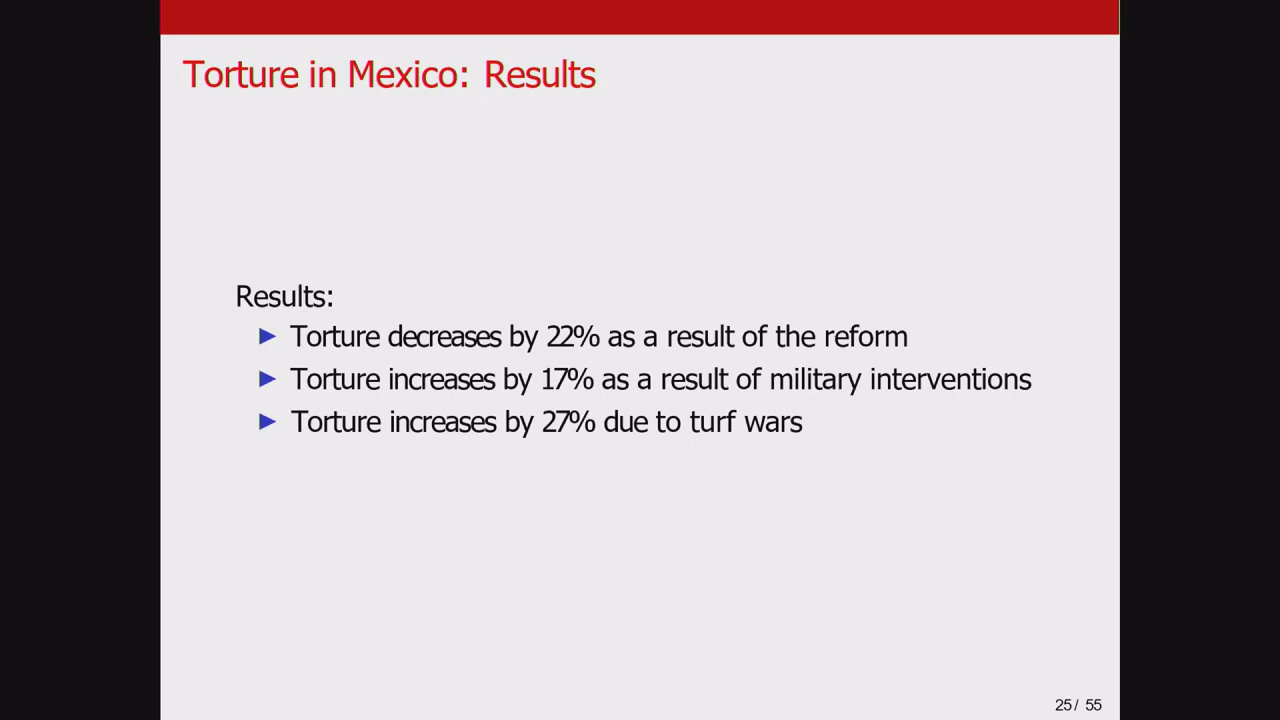 Torture in Mexico: Results
Results:
▶ Torture decreases by 22% as a result of the reform
▶ Torture increases by 17% as a result of military interventions
▶ Torture increases by 27% due to turf wars
25 / 55